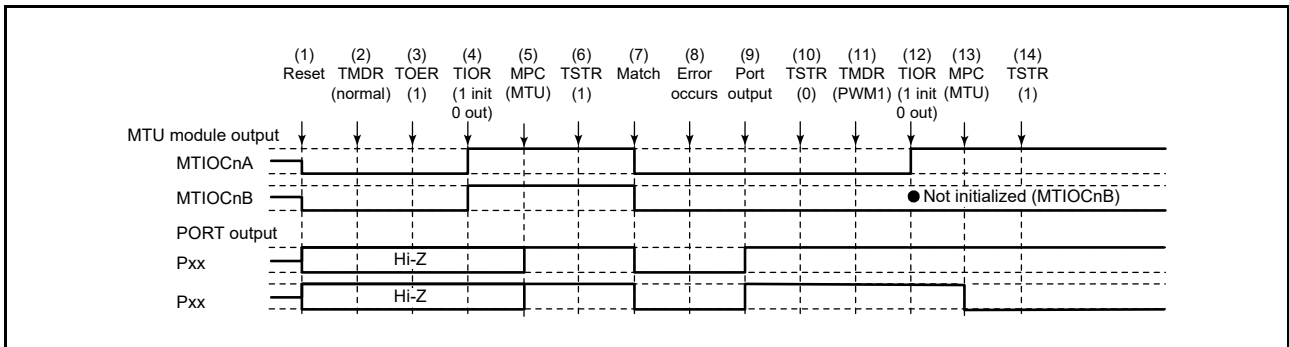 (1) (2) (3) (4) (5) (6) (7) (8) (9) (10) (11) (12) (13) (14)
Reset TMDR TOER TIOR MPC TSTR Match Error Port TSTR TMDR TIOR MPC TSTR
(normal) (1) (1 init (MTU) (1) occurs output (0) (PWM1) (1 init (MTU) (1)
0 out) 0 out)
MTU module output
MTIOCnA
MTIOCnB ● Not initialized (MTIOCnB)
PORT output
Pxx Hi-Z
Pxx Hi-Z